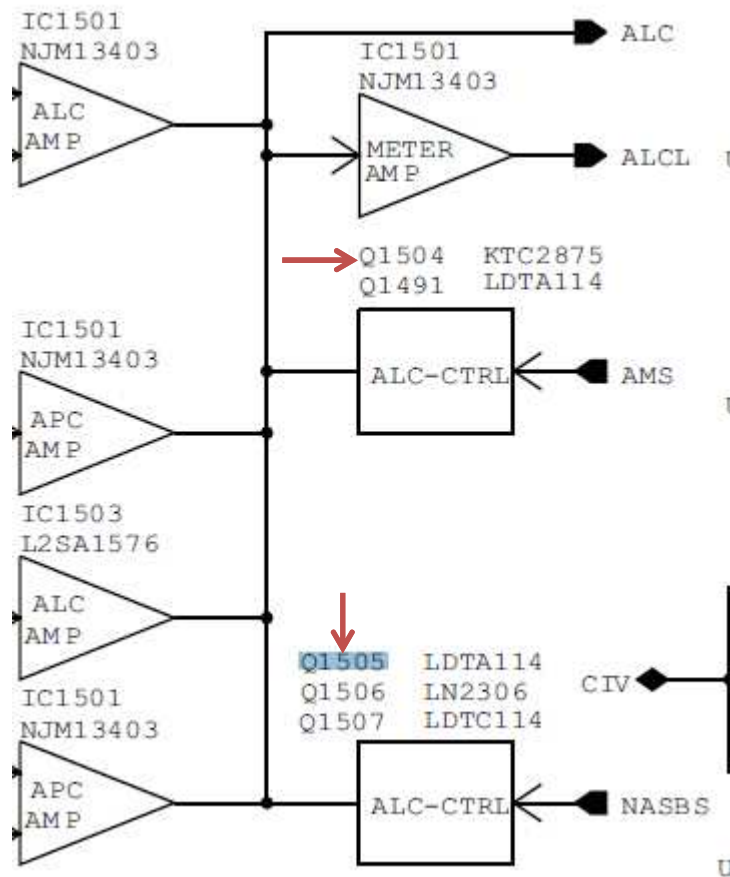 IC1501
NJM13403
ALC
AMP
ALC
IC1501
NJM13403
METER
AMP
ALCL
U
Q1504 KTC2875
Q1491 LDTA114
ALC-CTRL
AMS
IC1501
NJM13403
APC
AMP
U
IC1503
L2SA1576
ALC
AMP
Q1505 LDTA114
Q1506 LN2306
Q1507 LDTC114
CIV
IC1501
NJM13403
APC
AMP
ALC-CTRL
NASBS
U